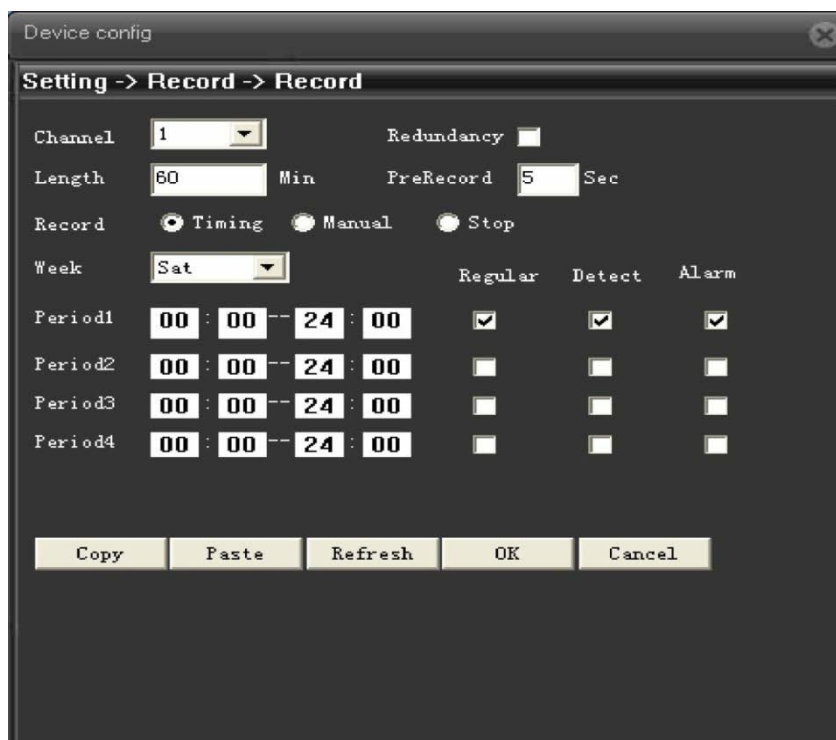 Device config
Setting -> Record -> Record
Channel 1 Redundancy
Length 60 Min PreRecord 5 Sec
Record Timing Manual Stop
Week Sat Regular Detect Alarm
Period1 00 : 00 -- 24 : 00
Period2 00 : 00 -- 24 : 00
Period3 00 : 00 -- 24 : 00
Period4 00 : 00 -- 24 : 00
Copy Paste Refresh OK Cancel